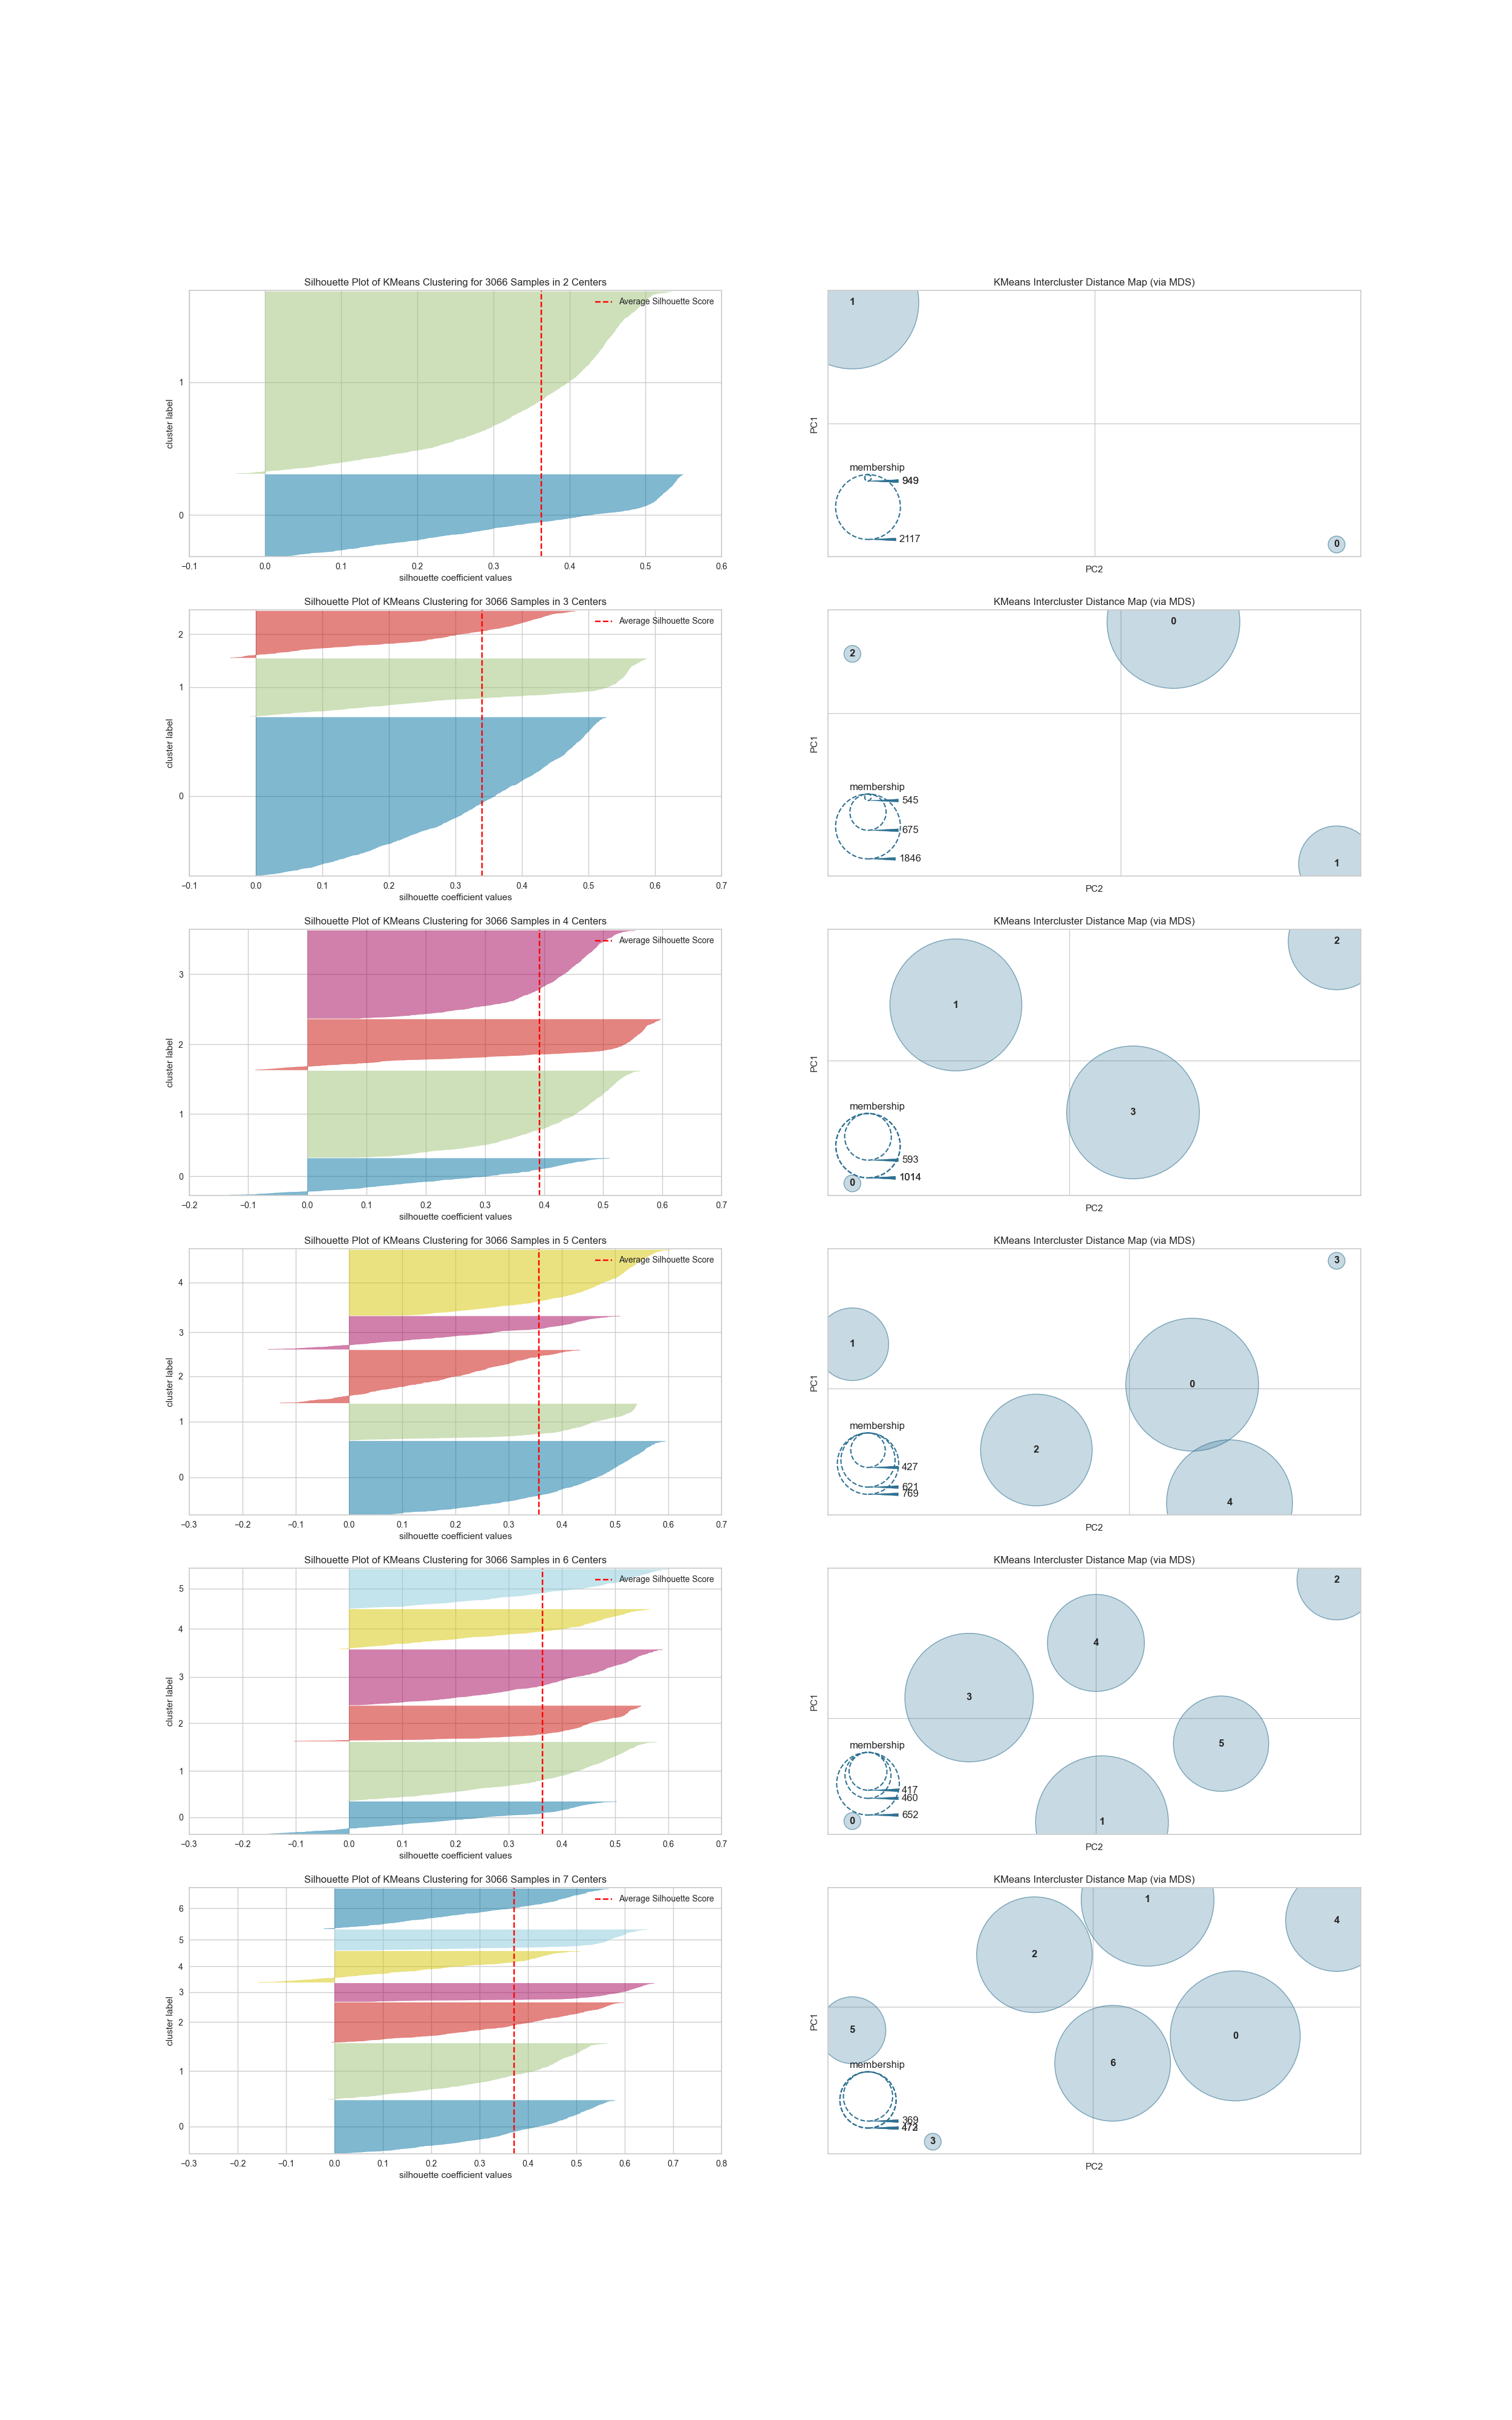 Silhouette Plot of KMeans Clustering for 3066 Samples in 2 Centers
Average Silhouette Score
cluster label
1
0
−0.1 0.0 0.1 0.2 0.3 0.4 0.5 0.6
silhouette coefficient values
KMeans Intercluster Distance Map (via MDS)
1
PC1
membership
949
2117
0
PC2
Silhouette Plot of KMeans Clustering for 3066 Samples in 3 Centers
Average Silhouette Score
cluster label
2
1
0
−0.1 0.0 0.1 0.2 0.3 0.4 0.5 0.6 0.7
silhouette coefficient values
KMeans Intercluster Distance Map (via MDS)
0
2
PC1
membership
545
675
1846
1
PC2
Silhouette Plot of KMeans Clustering for 3066 Samples in 4 Centers
Average Silhouette Score
cluster label
3
2
1
0
−0.2 −0.1 0.0 0.1 0.2 0.3 0.4 0.5 0.6 0.7
silhouette coefficient values
KMeans Intercluster Distance Map (via MDS)
2
1
PC1
3
membership
593
1014
0
PC2
Silhouette Plot of KMeans Clustering for 3066 Samples in 5 Centers
Average Silhouette Score
cluster label
4
3
2
1
0
−0.3 −0.2 −0.1 0.0 0.1 0.2 0.3 0.4 0.5 0.6 0.7
silhouette coefficient values
KMeans Intercluster Distance Map (via MDS)
3
1
PC1
0
membership
2
427
621
769
4
PC2
Silhouette Plot of KMeans Clustering for 3066 Samples in 6 Centers
Average Silhouette Score
cluster label
5
4
3
2
1
0
−0.3 −0.2 −0.1 0.0 0.1 0.2 0.3 0.4 0.5 0.6 0.7
silhouette coefficient values
KMeans Intercluster Distance Map (via MDS)
2
4
3
PC1
5
membership
417
460
652
0
1
PC2
Silhouette Plot of KMeans Clustering for 3066 Samples in 7 Centers
Average Silhouette Score
cluster label
6
5
4
3
2
1
0
−0.3 −0.2 −0.1 0.0 0.1 0.2 0.3 0.4 0.5 0.6 0.7 0.8
silhouette coefficient values
KMeans Intercluster Distance Map (via MDS)
1
4
2
PC1
5
0
6
membership
369
3
PC2